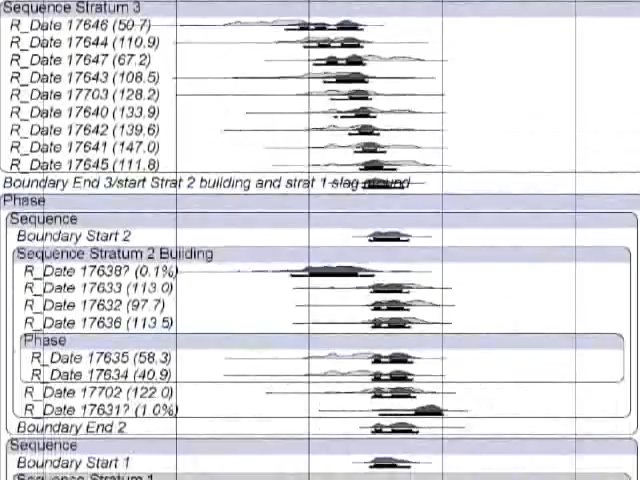 Sequence Stratum 3
R_Date 17646 (50.7)
R_Date 17644 (110.9)
R_Date 17647 (67.2)
R_Date 17643 (108.5)
R_Date 17703 (128.2)
R_Date 17640 (133.9)
R_Date 17642 (139.6)
R_Date 17641 (147.0)
R_Date 17645 (111.8)
Boundary End 3/start Strat 2 building and strat 1 slag mound
Phase
Sequence
Boundary Start 2
Sequence Stratum 2 Building
R_Date 17638? (0.1%)
R_Date 17633 (113.0)
R_Date 17632 (97.7)
R_Date 17636 (113.5)
Phase
R_Date 17635 (58.3)
R_Date 17634 (40.9)
R_Date 17702 (122.0)
R_Date 17631? (1.0%)
Boundary End 2
Sequence
Boundary Start 1
Sequence Stratum 1